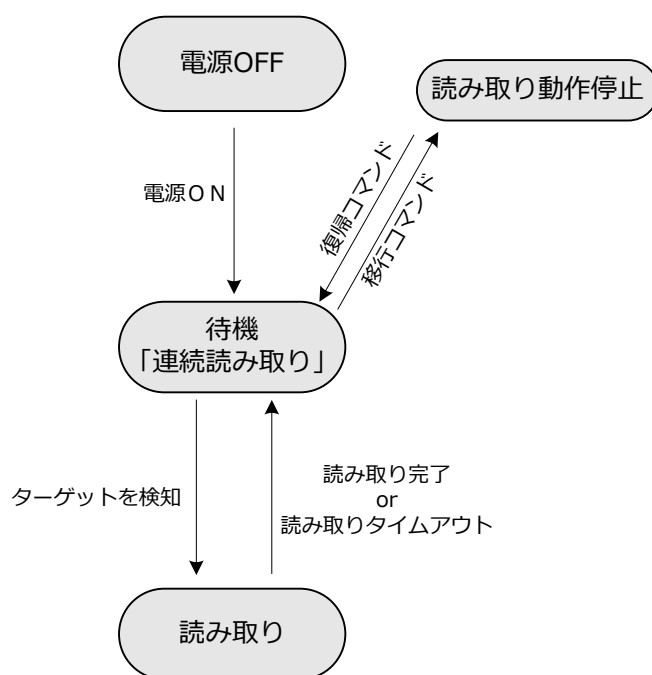 電源OFF
読み取り動作停止
電源ＯＮ
復帰コマンド
移行コマンド
待機
「連続読み取り」
ターゲットを検知
読み取り完了
or
読み取りタイムアウト
読み取り